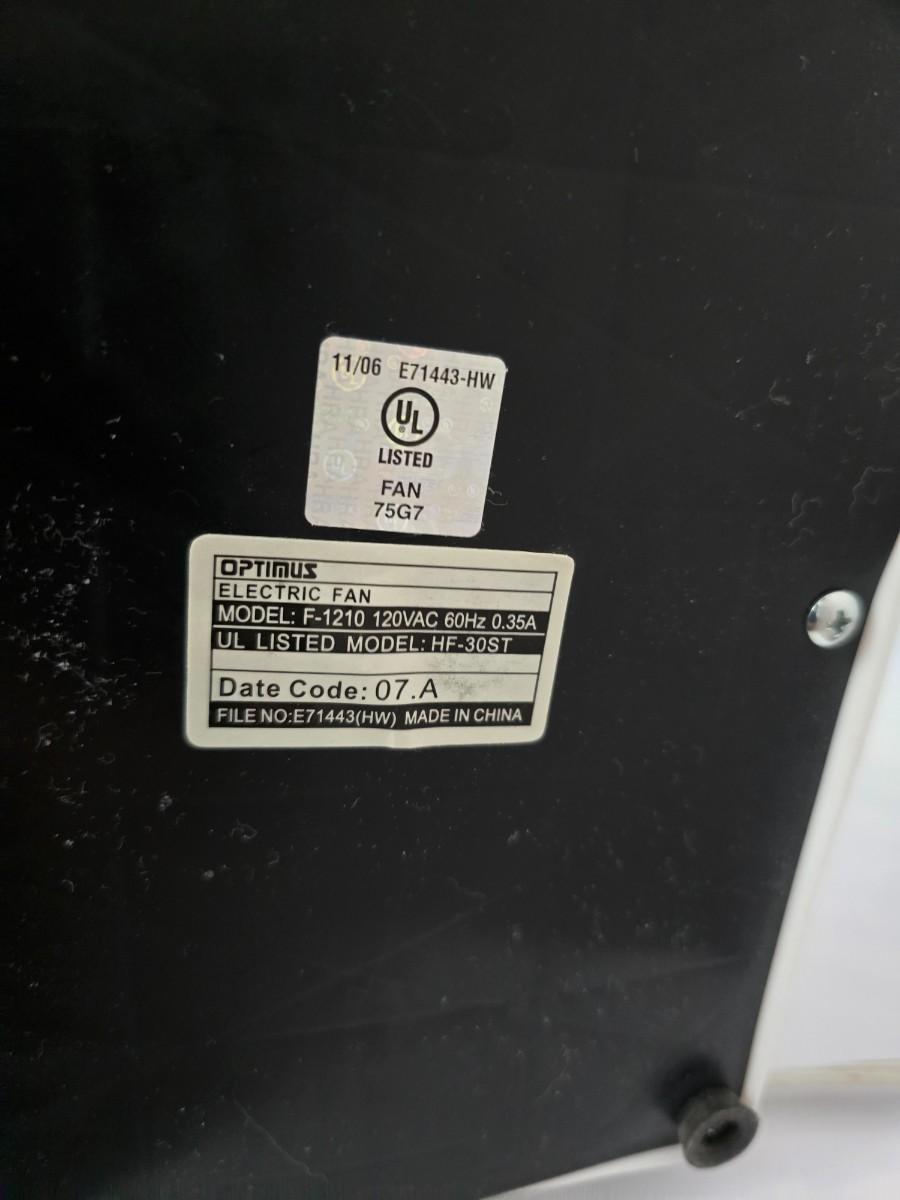 11/06 E71443-HW
UL
®
LISTED
FAN
75G7
OPTIMUS
ELECTRIC FAN
MODEL: F-1210 120VAC 60Hz 0.35A
UL LISTED MODEL: HF-30ST
Date Code: 07.A
FILE NO:E71443(HW) MADE IN CHINA